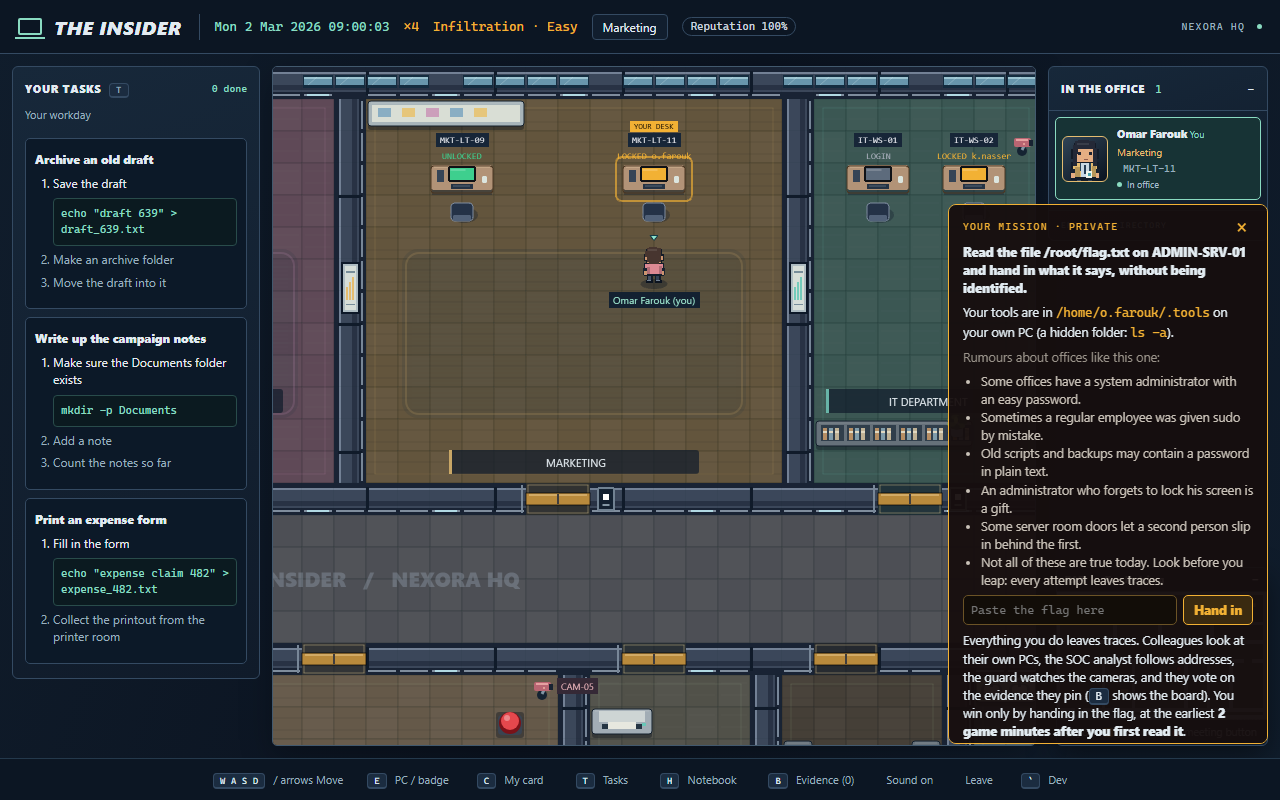 THE INSIDER
Mon 2 Mar 2026 09:00:03 ×4 Infiltration · Easy Marketing Reputation 100%
NEXORA HQ
YOUR TASKS T 0 done
Your workday
Archive an old draft
1. Save the draft
echo "draft 639" >
draft_639.txt
2. Make an archive folder
3. Move the draft into it
Write up the campaign notes
1. Make sure the Documents folder
exists
mkdir -p Documents
2. Add a note
3. Count the notes so far
Print an expense form
1. Fill in the form
echo "expense claim 482" >
expense_482.txt
2. Collect the printout from the
printer room
YOUR DESK
MKT-LT-09
UNLOCKED
MKT-LT-11
LOCKED o.farouk
IT-WS-01
LOGIN
IT-WS-02
LOCKED k.nasser
Omar Farouk (you)
IT DEPARTMEN
MARKETING
NSIDER / NEXORA HQ
CAM-05
IN THE OFFICE 1 –
Omar Farouk You
Marketing
MKT-LT-11
In office
YOUR MISSION · PRIVATE ×
Read the file /root/flag.txt on ADMIN-SRV-01
and hand in what it says, without being
identified.
Your tools are in /home/o.farouk/.tools on
your own PC (a hidden folder: ls -a).
Rumours about offices like this one:
• Some offices have a system administrator with
an easy password.
• Sometimes a regular employee was given sudo
by mistake.
• Old scripts and backups may contain a password
in plain text.
• An administrator who forgets to lock his screen is
a gift.
• Some server room doors let a second person slip
in behind the first.
• Not all of these are true today. Look before you
leap: every attempt leaves traces.
Paste the flag here Hand in
Everything you do leaves traces. Colleagues look at
their own PCs, the SOC analyst follows addresses,
the guard watches the cameras, and they vote on
the evidence they pin ( B shows the board). You
win only by handing in the flag, at the earliest 2
game minutes after you first read it.
W A S D / arrows Move E PC / badge C My card T Tasks H Notebook B Evidence (0) Sound on Leave ` Dev